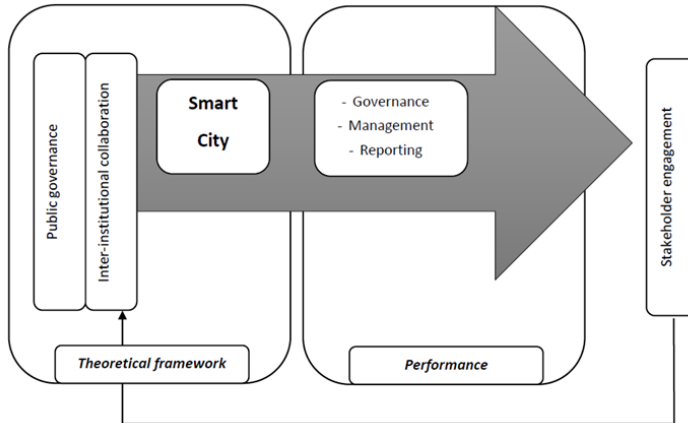 Public governance
Inter-institutional collaboration
Smart
City
- Governance
- Management
- Reporting
Stakeholder engagement
Theoretical framework
Performance